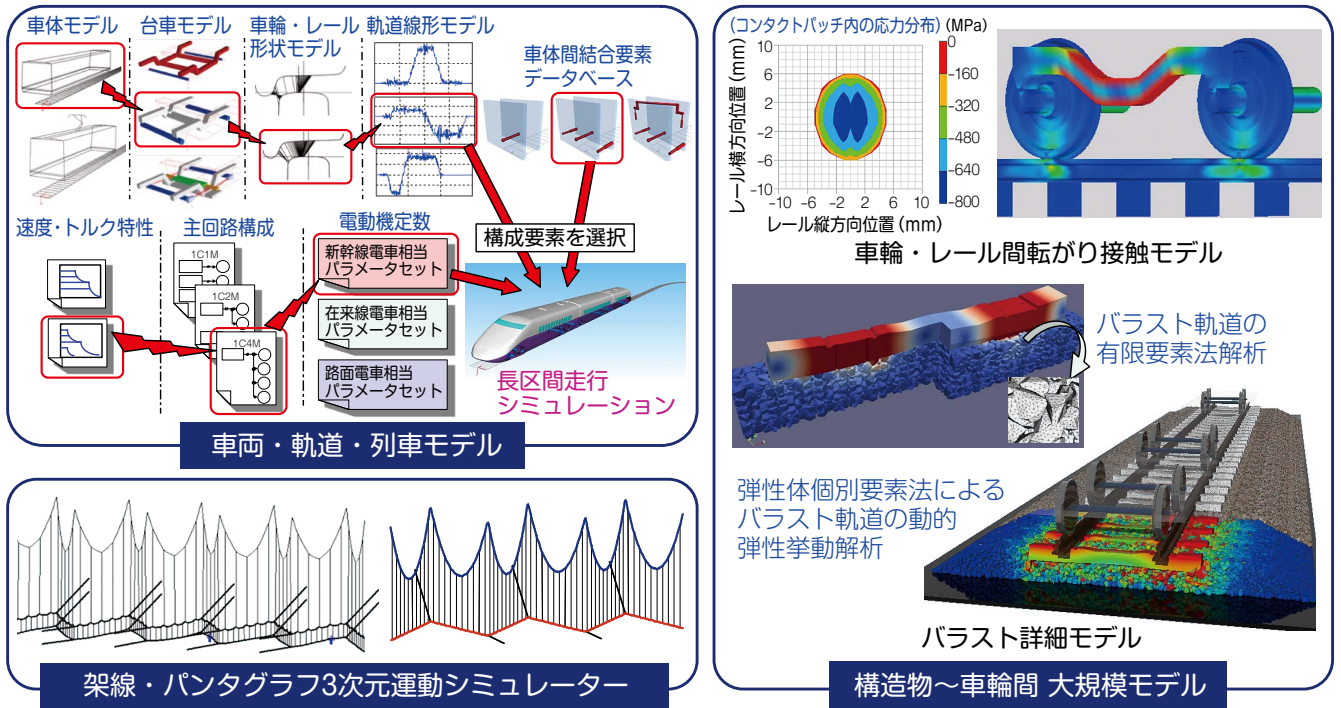 車体モデル
台車モデル
車輪・レール
形状モデル
軌道線形モデル
車体間結合要素
データベース
速度・トルク特性
主回路構成
1C1M
1C2M
1C4M
電動機定数
新幹線電車相当
パラメータセット
在来線電車相当
パラメータセット
路面電車相当
パラメータセット
構成要素を選択
長区間走行
シミュレーション
車両・軌道・列車モデル
架線・パンタグラフ3次元運動シミュレーター
(コンタクトパッチ内の応力分布)
(MPa)
レール横方向位置 (mm)
10
6
2
-2
-6
-10
-10
-6
-2
2
6
10
レール縦方向位置 (mm)
0
-160
-320
-480
-640
-800
車輪・レール間転がり接触モデル
バラスト軌道の
有限要素法解析
弾性体個別要素法による
バラスト軌道の動的
弾性挙動解析
バラスト詳細モデル
構造物～車輪間 大規模モデル